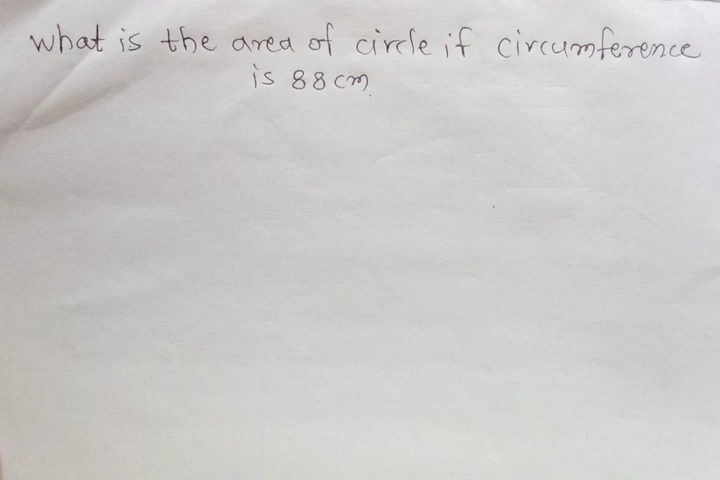 what is the area of circle if circumference
is 88 cm